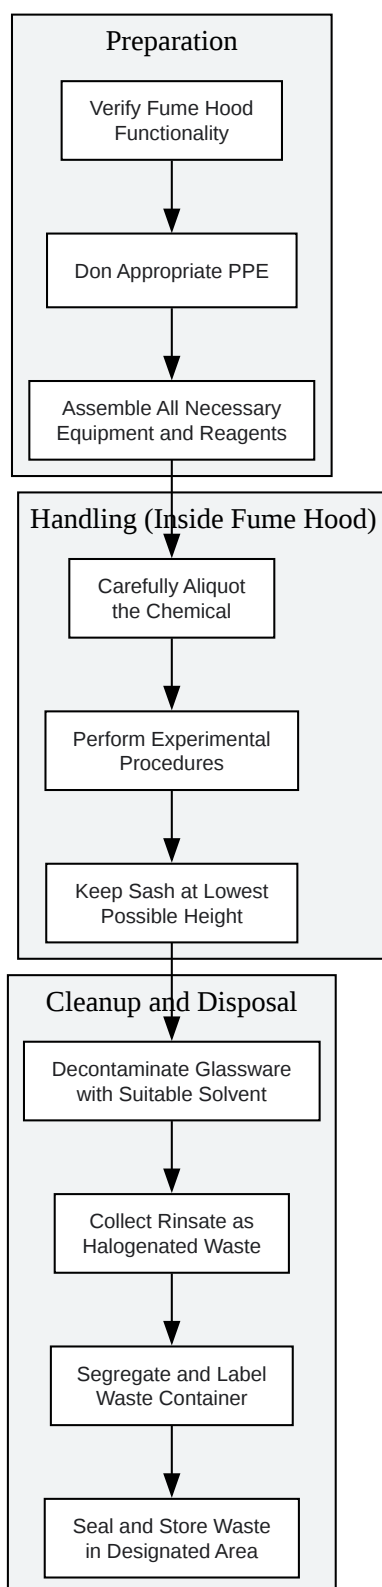 Preparation
Verify Fume Hood
Functionality
Don Appropriate PPE
Assemble All Necessary
Equipment and Reagents
Handling (Inside Fume Hood)
Carefully Aliquot
the Chemical
Perform Experimental
Procedures
Keep Sash at Lowest
Possible Height
Cleanup and Disposal
Decontaminate Glassware
with Suitable Solvent
Collect Rinsate as
Halogenated Waste
Segregate and Label
Waste Container
Seal and Store Waste
in Designated Area